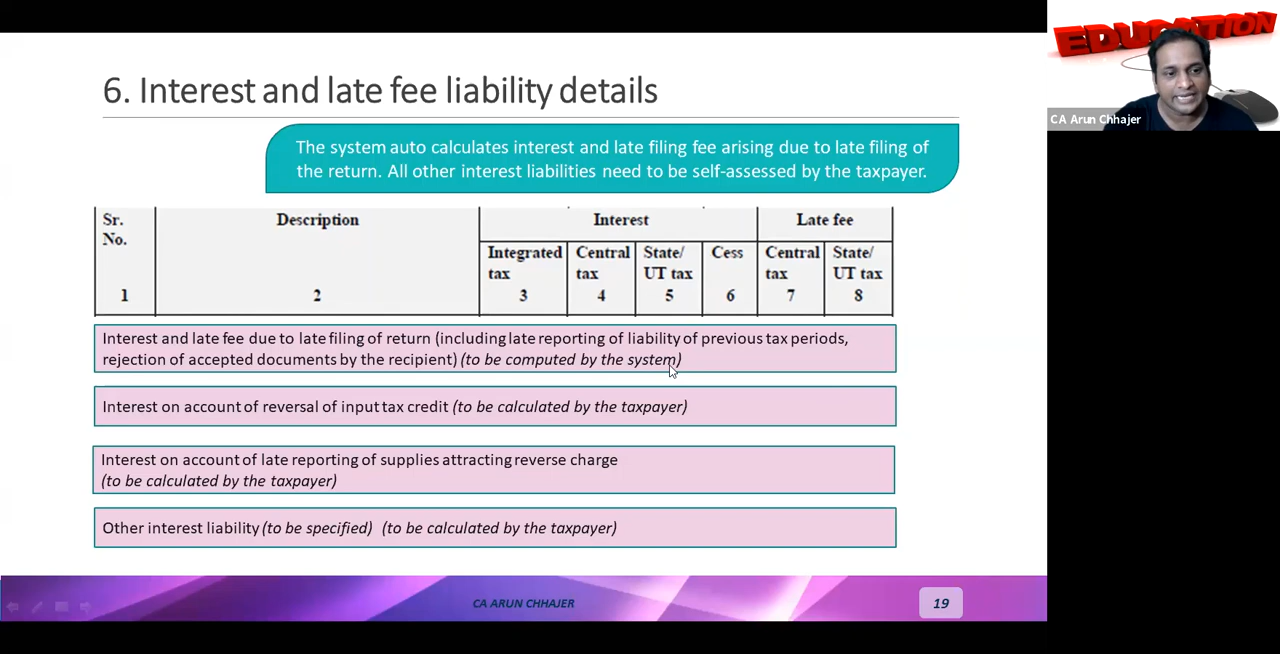 EDUCATION
CA Arun Chhajer
6. Interest and late fee liability details
The system auto calculates interest and late filing fee arising due to late filing of
the return. All other interest liabilities need to be self-assessed by the taxpayer.
Sr. No. Description Interest Late fee
Integrated tax Central tax State/ UT tax Cess Central tax State/ UT tax
1 2 3 4 5 6 7 8
Interest and late fee due to late filing of return (including late reporting of liability of previous tax periods,
rejection of accepted documents by the recipient) (to be computed by the system)
Interest on account of reversal of input tax credit (to be calculated by the taxpayer)
Interest on account of late reporting of supplies attracting reverse charge
(to be calculated by the taxpayer)
Other interest liability (to be specified) (to be calculated by the taxpayer)
CA ARUN CHHAJER
19